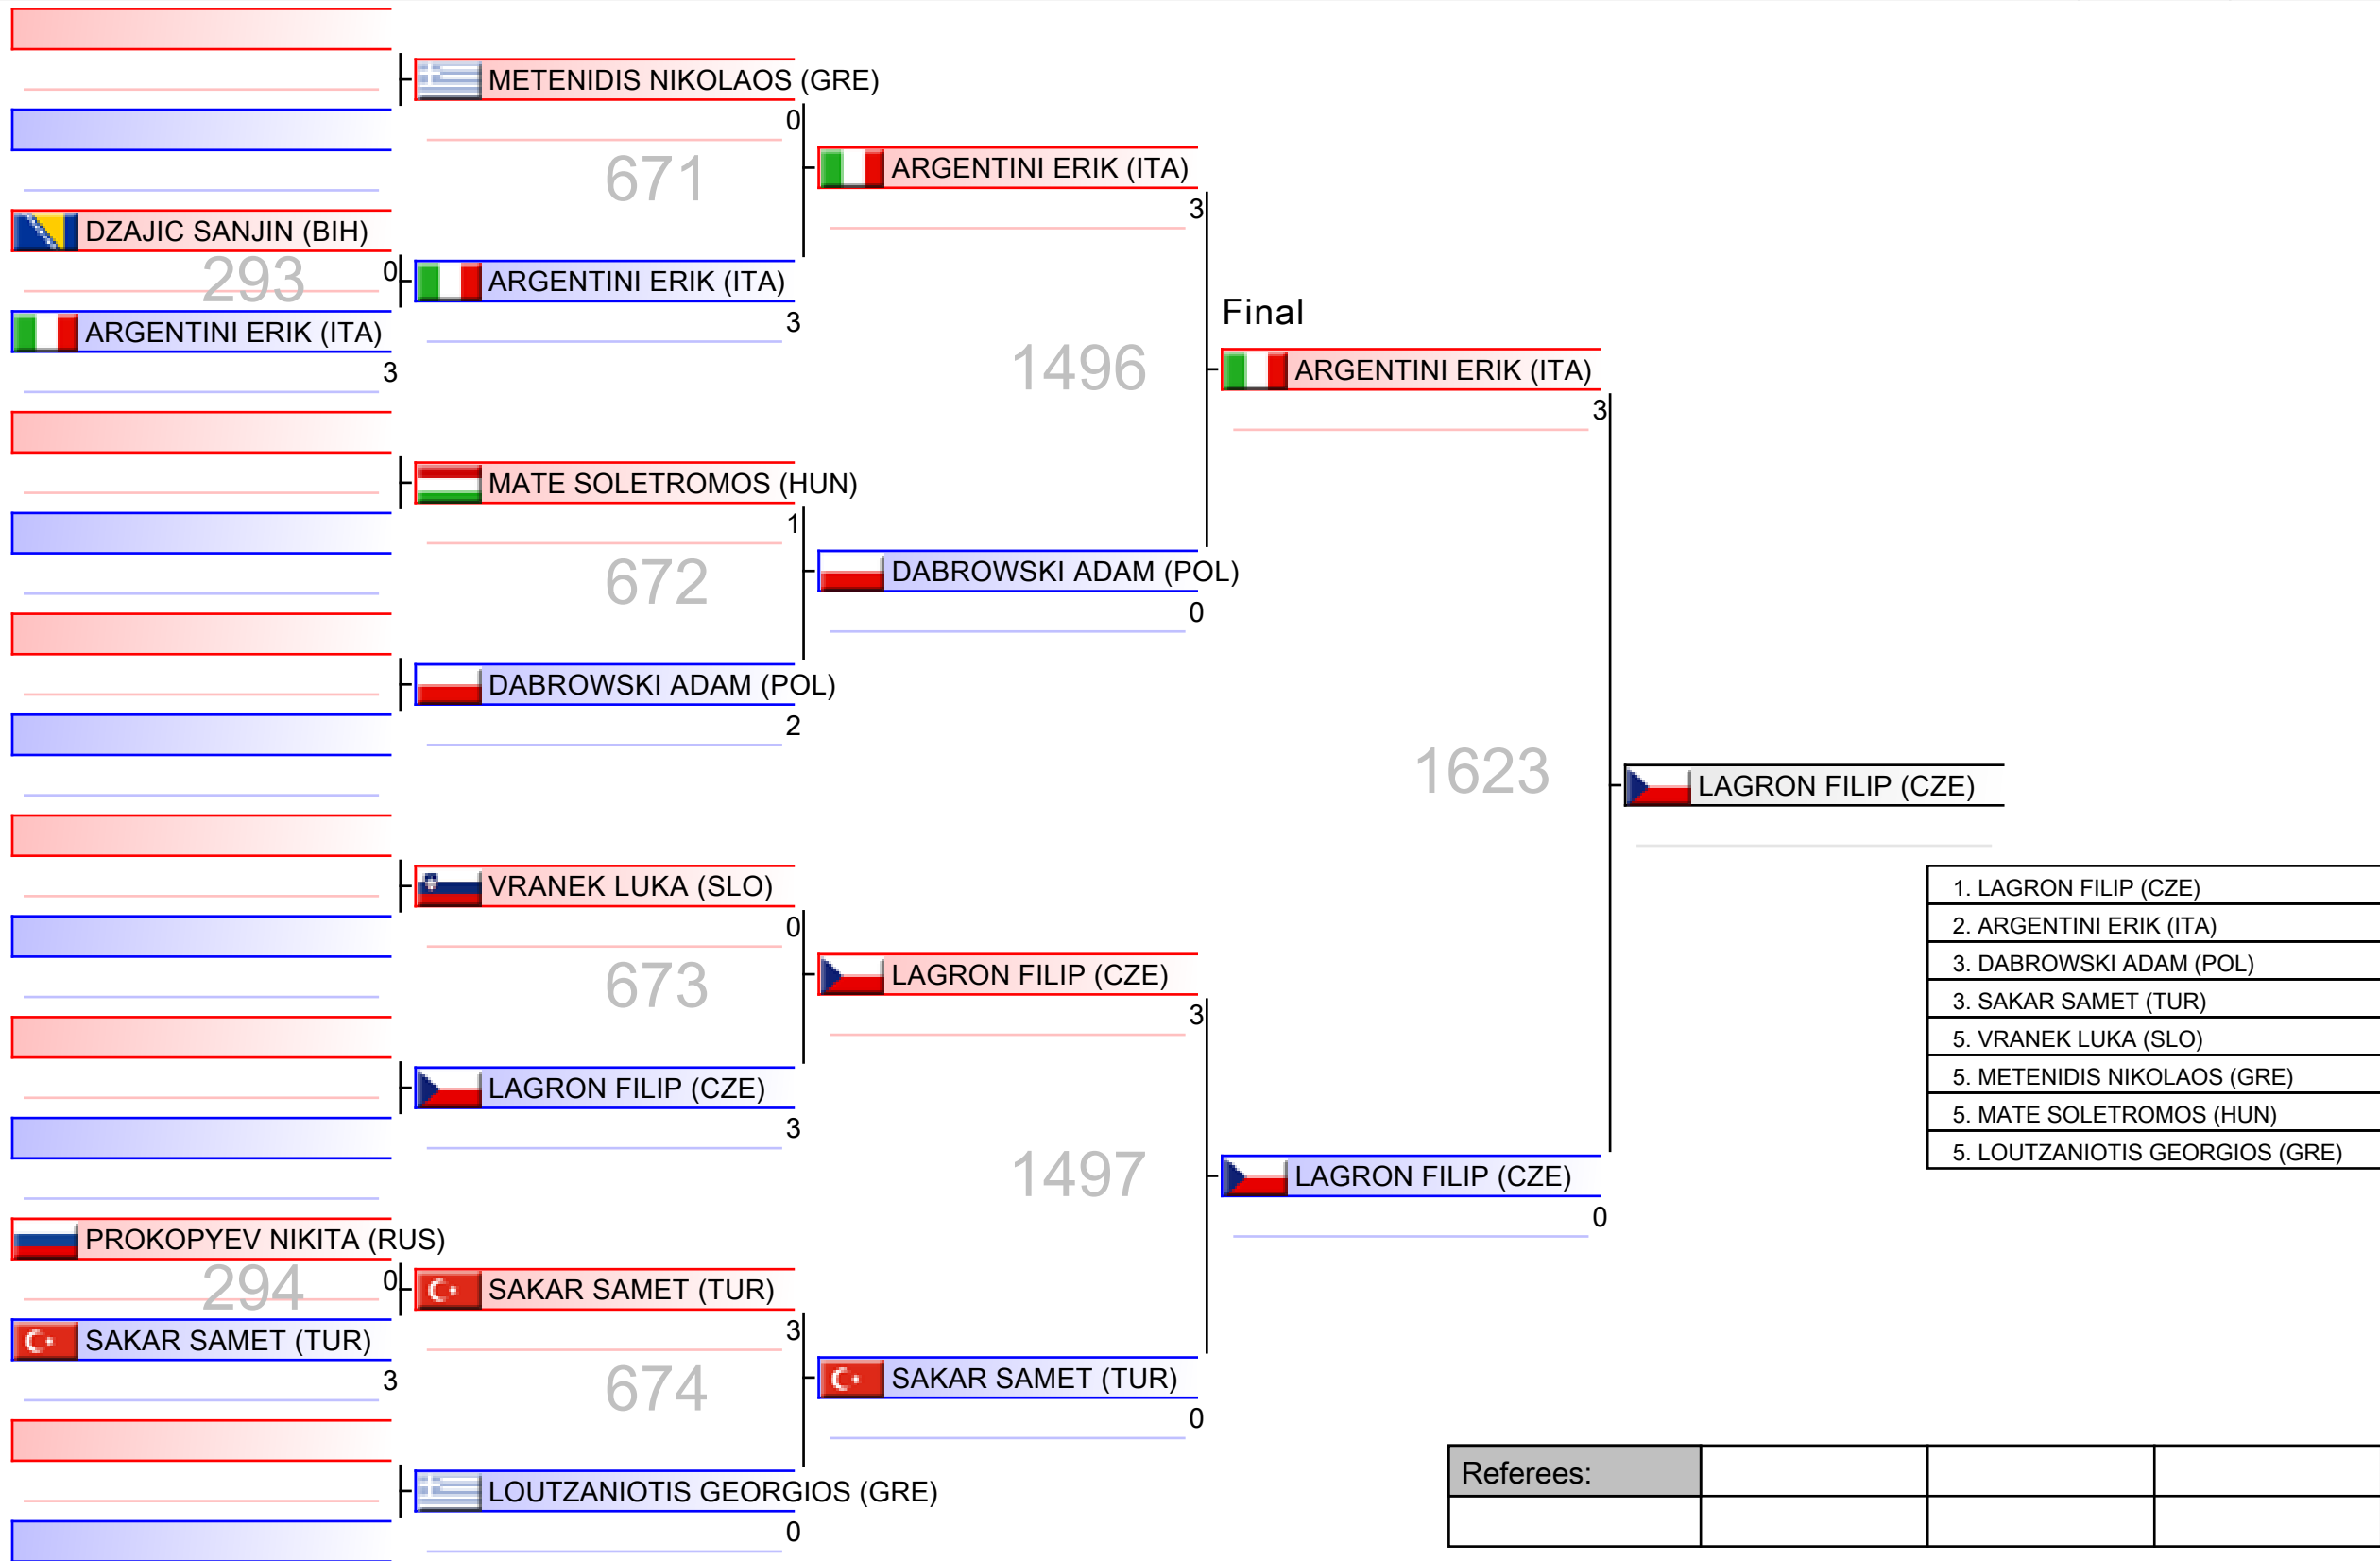 METENIDIS NIKOLAOS (GRE)
0
671
ARGENTINI ERIK (ITA)
3
DZAJIC SANJIN (BIH)
293
0
ARGENTINI ERIK (ITA)
3
ARGENTINI ERIK (ITA)
3
Final
1496
ARGENTINI ERIK (ITA)
3
MATE SOLETROMOS (HUN)
1
672
DABROWSKI ADAM (POL)
0
DABROWSKI ADAM (POL)
2
1623
LAGRON FILIP (CZE)
VRANEK LUKA (SLO)
0
673
LAGRON FILIP (CZE)
3
LAGRON FILIP (CZE)
3
1497
LAGRON FILIP (CZE)
0
PROKOPYEV NIKITA (RUS)
294
0
SAKAR SAMET (TUR)
3
SAKAR SAMET (TUR)
3
674
SAKAR SAMET (TUR)
0
LOUTZANIOTIS GEORGIOS (GRE)
0
1. LAGRON FILIP (CZE)
2. ARGENTINI ERIK (ITA)
3. DABROWSKI ADAM (POL)
3. SAKAR SAMET (TUR)
5. VRANEK LUKA (SLO)
5. METENIDIS NIKOLAOS (GRE)
5. MATE SOLETROMOS (HUN)
5. LOUTZANIOTIS GEORGIOS (GRE)
Referees: